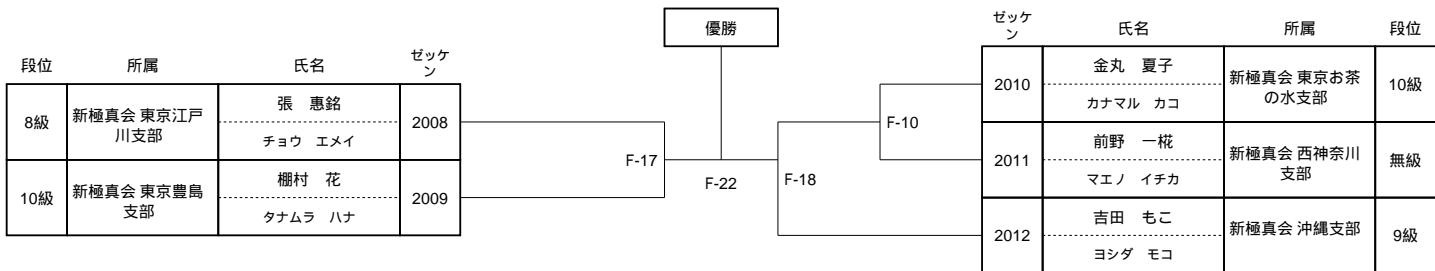 優勝
段位 所属 氏名 ゼッケ
ン
8級 新極真会 東京江戸
川支部 張 惠銘
チョウ エメイ 2008
10級 新極真会 東京豊島
支部 棚村 花
タナムラ ハナ 2009
F-17
F-22
F-18
F-10
ゼッケ
ン 氏名 所属 段位
2010 金丸 夏子
カナマル カコ 新極真会 東京お茶
の水支部 10級
2011 前野 一椛
マエノ イチカ 新極真会 西神奈川
支部 無級
2012 吉田 もこ
ヨシダ モコ 新極真会 沖縄支部 9級